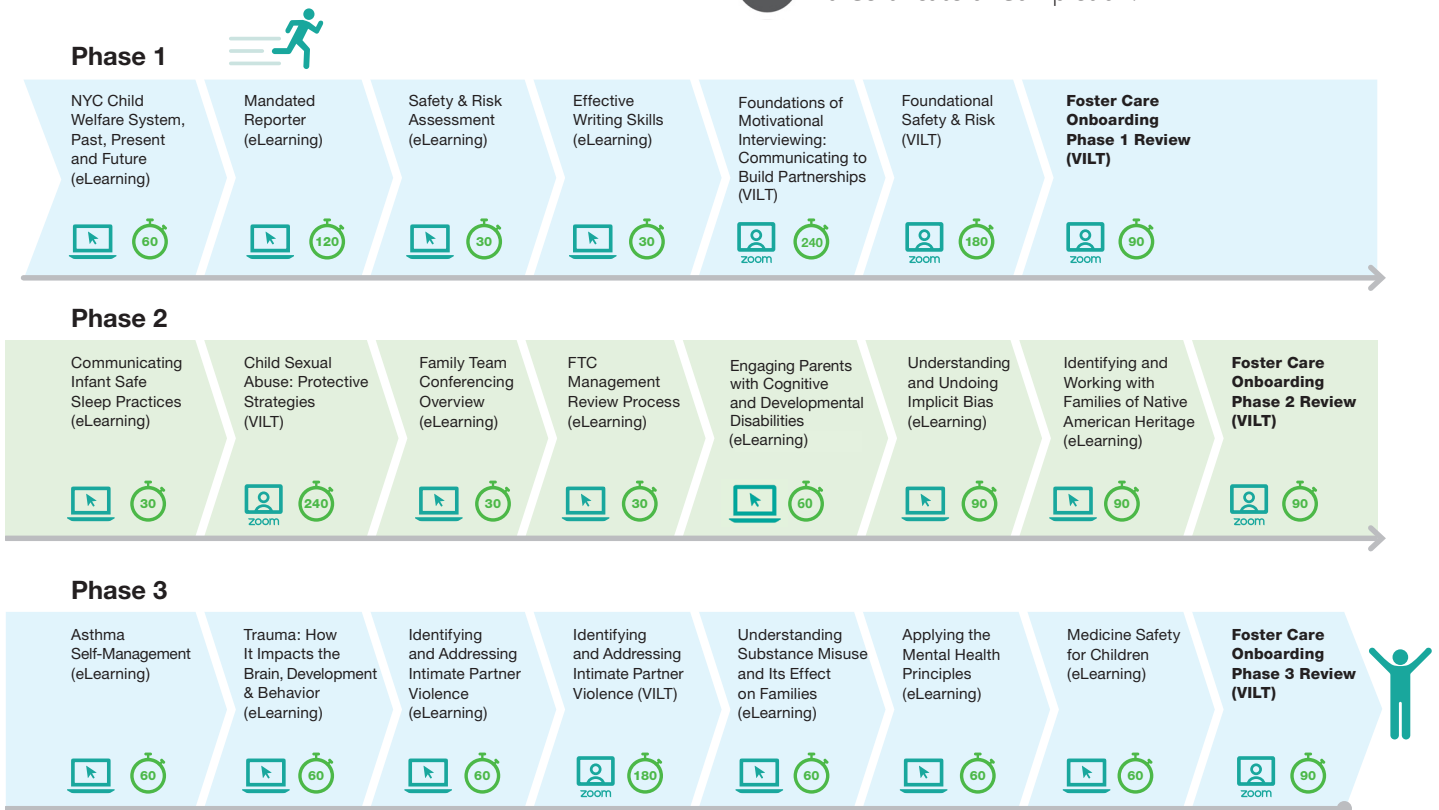 Phase 1
NYC Child
Welfare System,
Past, Present
and Future
(eLearning)
60
Mandated
Reporter
(eLearning)
120
Safety & Risk
Assessment
(eLearning)
30
Effective
Writing Skills
(eLearning)
30
Foundations of
Motivational
Interviewing:
Communicating to
Build Partnerships
(VILT)
zoom
240
Foundational
Safety & Risk
(VILT)
zoom
180
Foster Care
Onboarding
Phase 1 Review
(VILT)
zoom
90
Phase 2
Communicating
Infant Safe
Sleep Practices
(eLearning)
30
Child Sexual
Abuse: Protective
Strategies
(VILT)
zoom
240
Family Team
Conferencing
Overview
(eLearning)
30
FTC
Management
Review Process
(eLearning)
30
Engaging Parents
with Cognitive
and Developmental
Disabilities
(eLearning)
60
Understanding
and Undoing
Implicit Bias
(eLearning)
90
Identifying and
Working with
Families of Native
American Heritage
(eLearning)
90
Foster Care
Onboarding
Phase 2 Review
(VILT)
zoom
90
Phase 3
Asthma
Self-Management
(eLearning)
60
Trauma: How
It Impacts the
Brain, Development
& Behavior
(eLearning)
60
Identifying
and Addressing
Intimate Partner
Violence
(eLearning)
60
Identifying
and Addressing
Intimate Partner
Violence (VILT)
zoom
180
Understanding
Substance Misuse
and Its Effect
on Families
(eLearning)
60
Applying the
Mental Health
Principles
(eLearning)
60
Medicine Safety
for Children
(eLearning)
60
Foster Care
Onboarding
Phase 3 Review
(VILT)
zoom
90